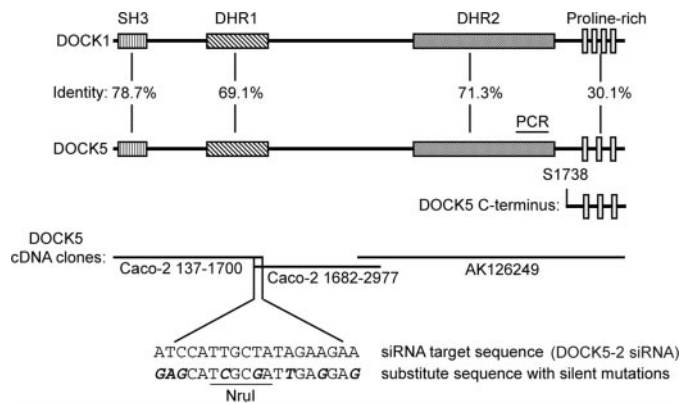 SH3 DHR1 DHR2 Proline-rich
DOCK1
Identity: 78.7% 69.1% 71.3% 30.1%
PCR
DOCK5
S1738
DOCK5 C-terminus:
DOCK5
cDNA clones:
Caco-2 137-1700 Caco-2 1682-2977 AK126249
ATCCATTGCTATAGAAGAA siRNA target sequence (DOCK5-2 siRNA)
GAGCATCGCGATTGAGGAG substitute sequence with silent mutations
NruI